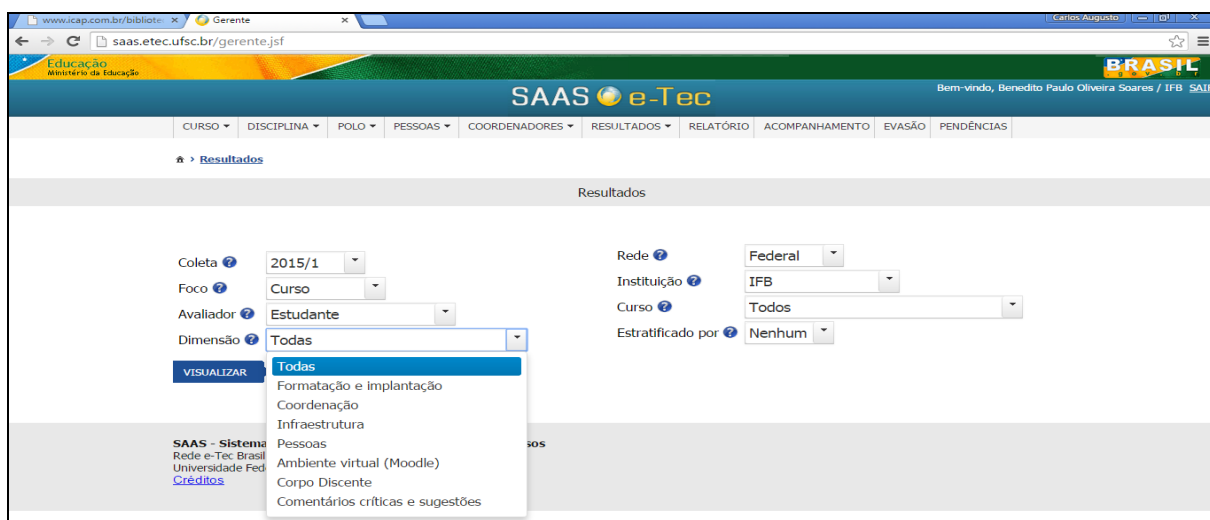 www.icap.com.br/bibliote
Gerente
Carlos Augusto
saas.etec.ufsc.br/gerente.jsf
Educação
Ministério da Educação
BRASIL
SAAS e-Tec
Bem-vindo, Benedito Paulo Oliveira Soares / IFB
CURSO DISCIPLINA POLO PESSOAS COORDENADORES RESULTADOS RELATÓRIO ACOMPANHAMENTO EVASÃO PENDÊNCIAS
> Resultados
Resultados
Coleta ? 2015/1
Foco ? Curso
Avaliador ? Estudante
Dimensão ? Todas
Rede ? Federal
Instituição ? IFB
Curso ? Todos
Estratificado por ? Nenhum
VISUALIZAR
Todas
Formatação e implantação
Coordenação
Infraestrutura
Pessoas
Ambiente virtual (Moodle)
Corpo Discente
Comentários críticas e sugestões
SAAS - Sistema
sos
Rede e-Tec Brasil
Universidade Fed
Créditos